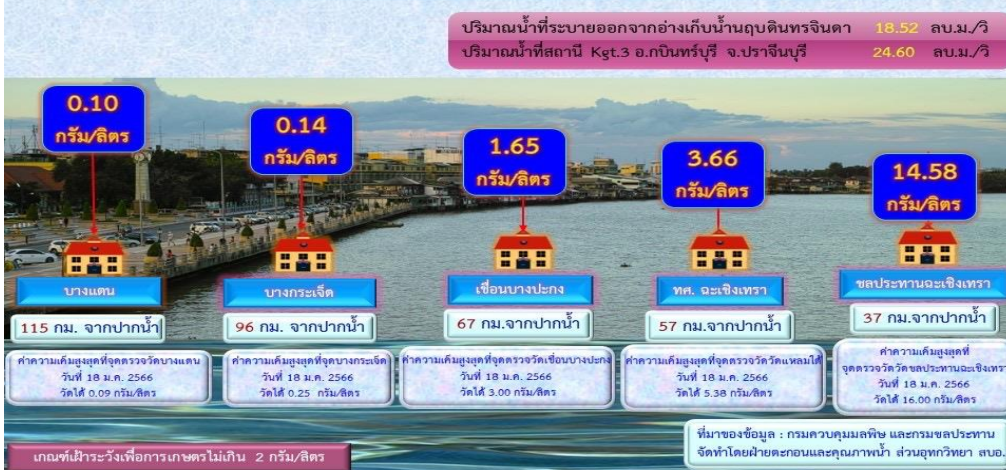 ปริมาณน้ำที่ระบายออกจากอ่างเก็บน้ำนฤบดินทรจินดา 18.52 ลบ.ม./วิ
ปริมาณน้ำที่สถานี Kgt.3 อ.กบินทร์บุรี จ.ปราจีนบุรี 24.60 ลบ.ม./วิ
0.10
กรัม/ลิตร
0.14
กรัม/ลิตร
1.65
กรัม/ลิตร
3.66
กรัม/ลิตร
14.58
กรัม/ลิตร
บางแตน
บางกระเจ็ด
เขื่อนบางปะกง
ทศ. ฉะเชิงเทรา
ชลประทานฉะเชิงเทรา
115 กม. จากปากน้ำ
96 กม. จากปากน้ำ
67 กม.จากปากน้ำ
57 กม.จากปากน้ำ
37 กม.จากปากน้ำ
ค่าความเค็มสูงสุดที่จุดตรวจวัดบางแตน
วันที่ 18 ม.ค. 2566
วัดได้ 0.09 กรัม/ลิตร
ค่าความเค็มสูงสุดที่จุดบางกระเจ็ด
วันที่ 18 ม.ค. 2566
วัดได้ 0.25 กรัม/ลิตร
ค่าความเค็มสูงสุดที่จุดตรวจวัดเขื่อนบางปะกง
วันที่ 18 ม.ค. 2566
วัดได้ 3.00 กรัม/ลิตร
ค่าความเค็มสูงสุดที่จุดตรวจวัดวัดแหลมใต้
วันที่ 18 ม.ค. 2566
วัดได้ 5.38 กรัม/ลิตร
ค่าความเค็มสูงสุดที่
จุดตรวจวัดวัดชลประทานฉะเชิงเทรา
วันที่ 18 ม.ค. 2566
วัดได้ 16.00 กรัม/ลิตร
เกณฑ์เฝ้าระวังเพื่อการเกษตรไม่เกิน 2 กรัม/ลิตร
ที่มาของข้อมูล : กรมควบคุมมลพิษ และกรมชลประทาน
จัดทำโดยฝ่ายตะกอนและคุณภาพน้ำ ส่วนอุทกวิทยา สบอ.